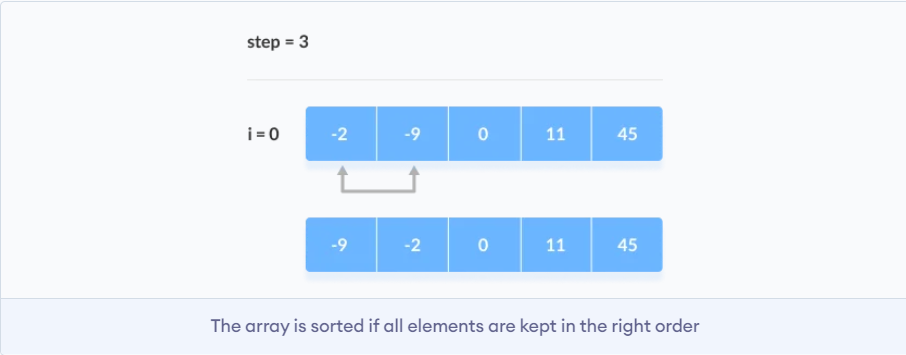 step = 3
i = 0 -2 -9 0 11 45
-9 -2 0 11 45
The array is sorted if all elements are kept in the right order